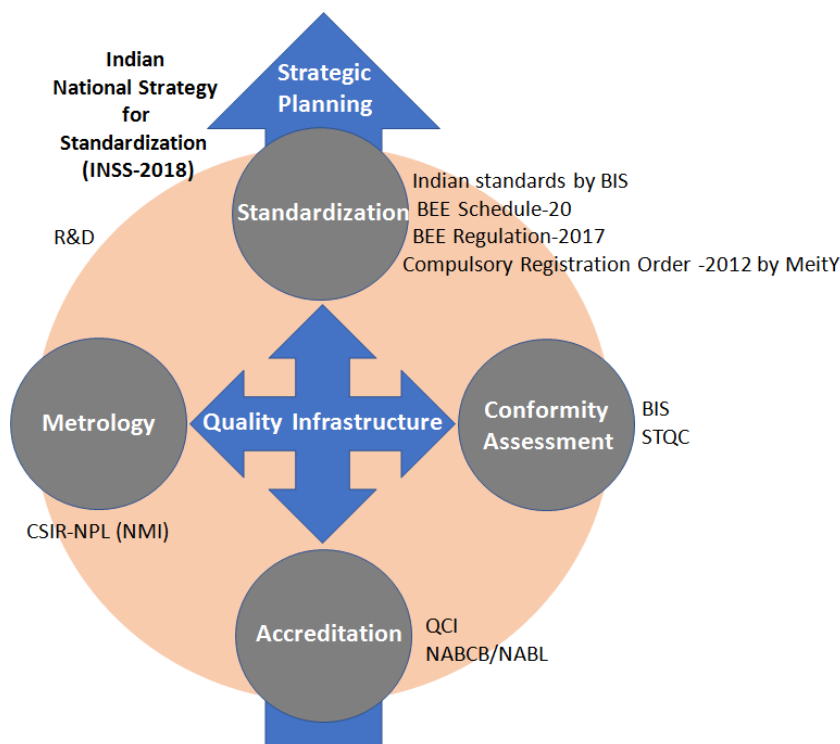 Indian
National Strategy
for
Standardization
(INSS-2018)
Strategic
Planning
Standardization
Indian standards by BIS
BEE Schedule-20
BEE Regulation-2017
Compulsory Registration Order -2012 by MeitY
R&D
Metrology
Quality Infrastructure
Conformity
Assessment
BIS
STQC
CSIR-NPL (NMI)
Accreditation
QCI
NABCB/NABL